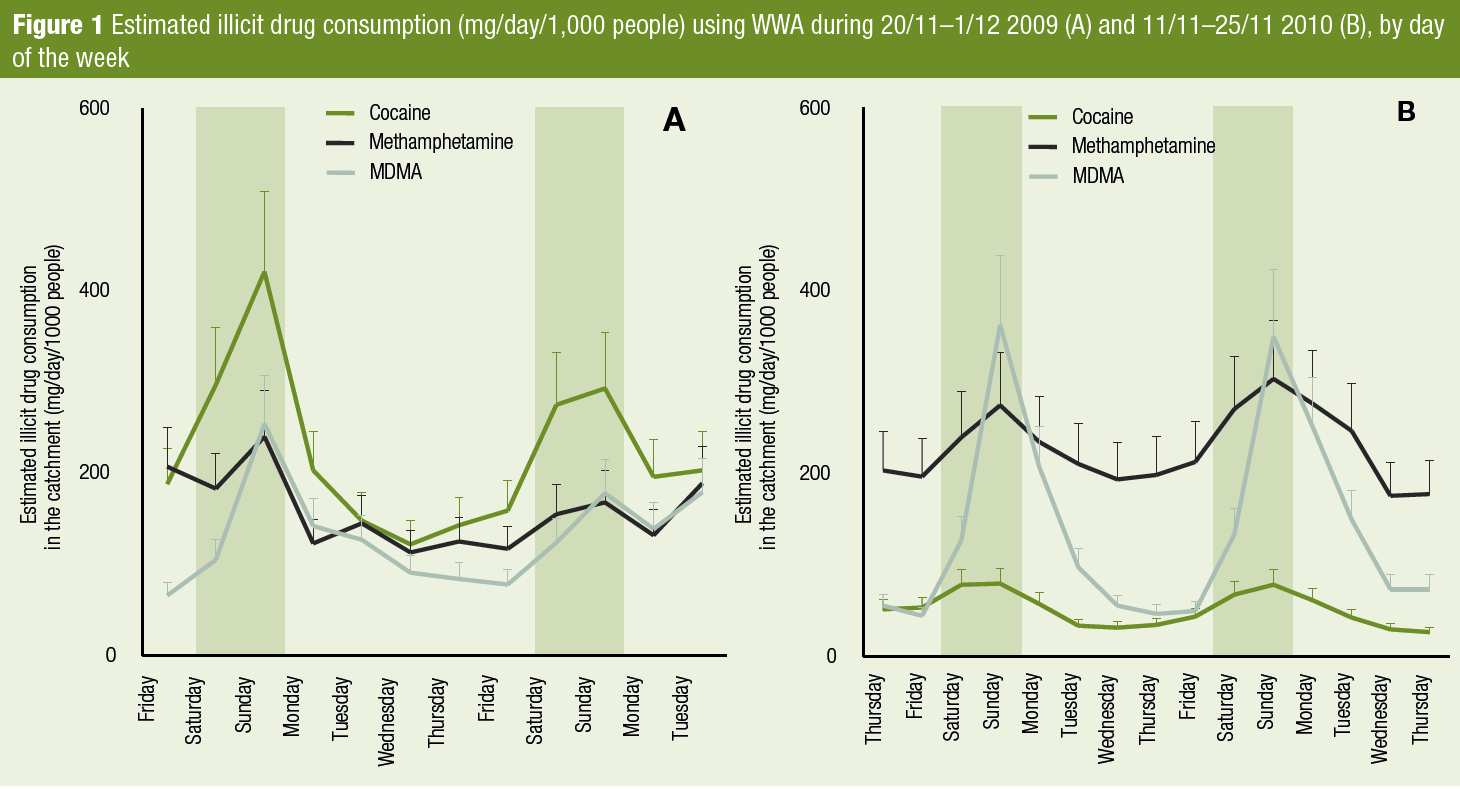 Figure 1 Estimated illicit drug consumption (mg/day/1,000 people) using WWA during 20/11–1/12 2009 (A) and 11/11–25/11 2010 (B), by day
of the week
A
Cocaine
Methamphetamine
MDMA
600
400
200
0
Estimated illicit drug consumption
in the catchment (mg/day/1000 people)
Friday
Saturday
Sunday
Monday
Tuesday
Wednesday
Thursday
Friday
Saturday
Sunday
Monday
Tuesday
B
Cocaine
Methamphetamine
MDMA
600
400
200
0
Estimated illicit drug consumption
in the catchment (mg/day/1000 people)
Thursday
Friday
Saturday
Sunday
Monday
Tuesday
Wednesday
Thursday
Friday
Saturday
Sunday
Monday
Tuesday
Wednesday
Thursday